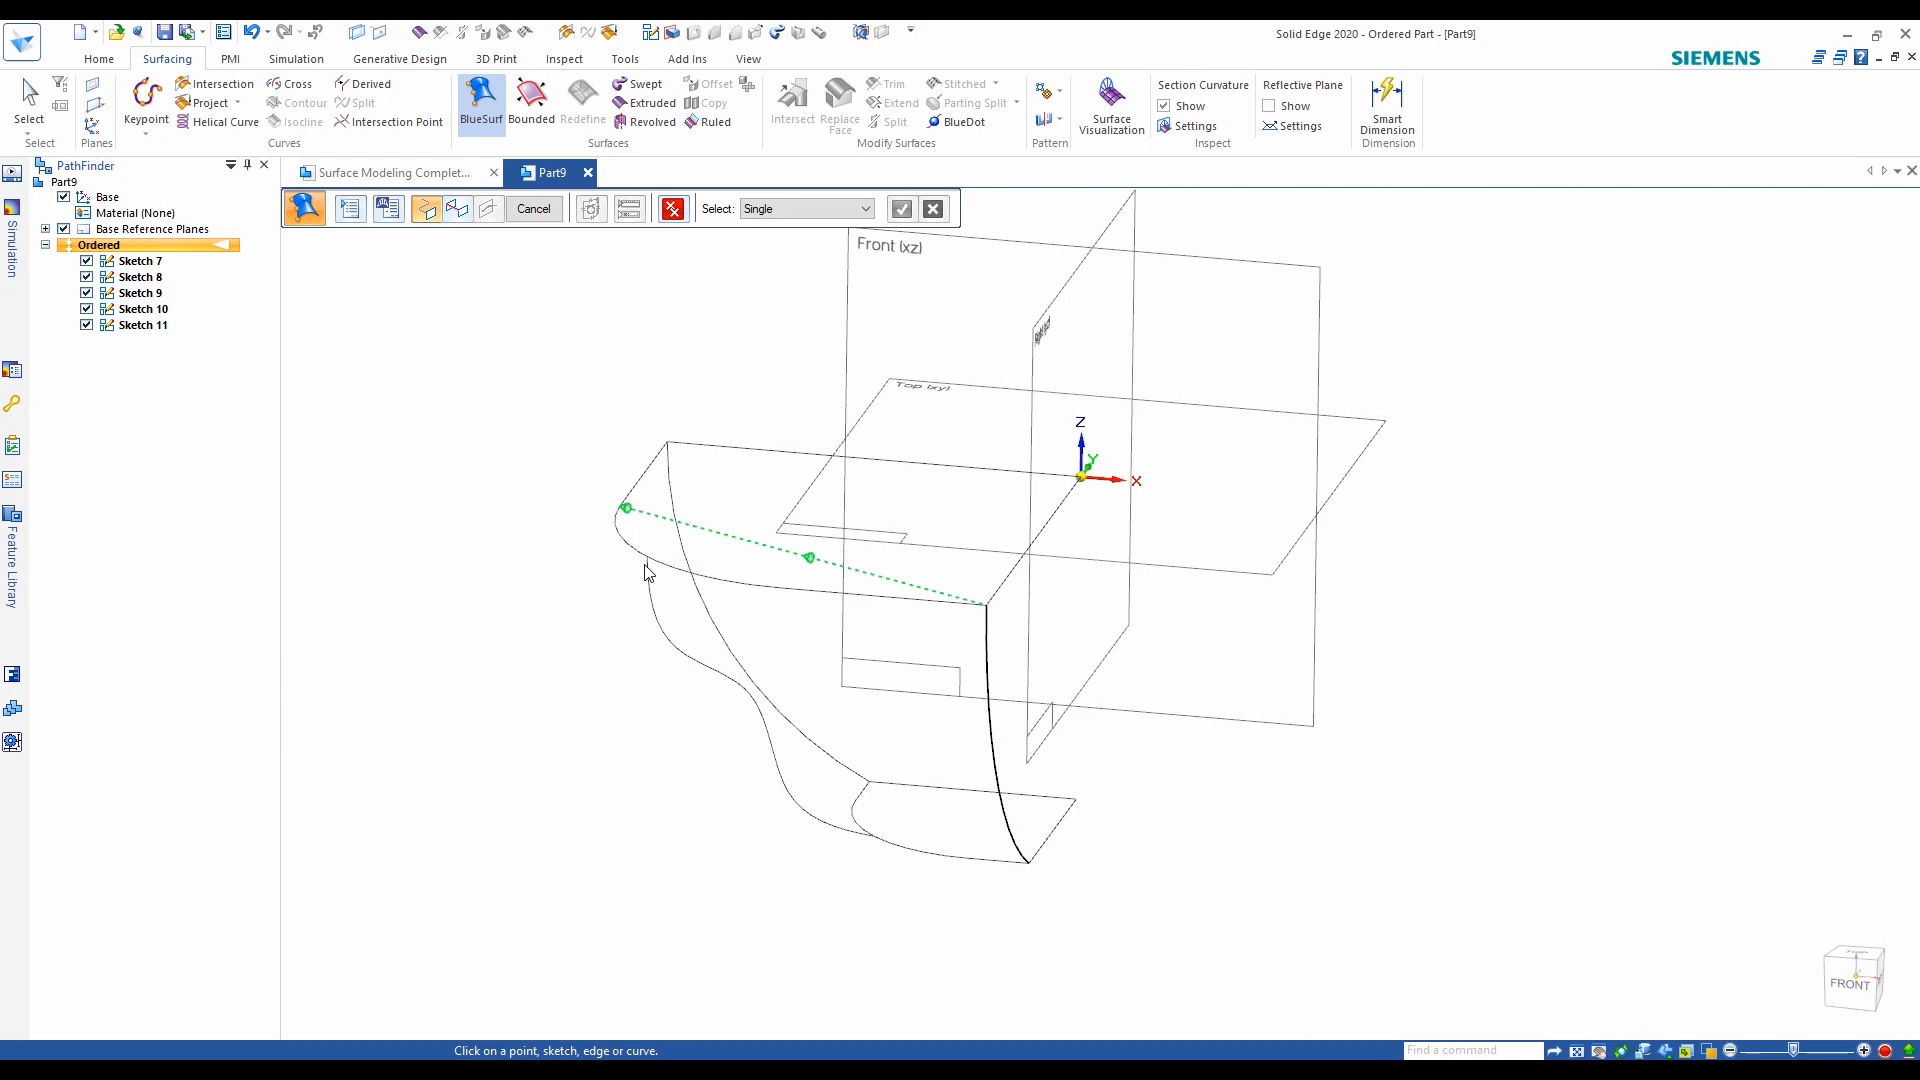 Solid Edge 2020 - Ordered Part - [Part9]
Home Surfacing PMI Simulation Generative Design 3D Print Inspect Tools Add Ins View
SIEMENS
Select
Select
Planes
Keypoint
Intersection
Project
Helical Curve
Cross
Contour
Isocline
Derived
Split
Intersection Point
Curves
BlueSurf
Bounded
Redefine
Swept
Extruded
Revolved
Offset
Copy
Ruled
Surfaces
Intersect
Replace
Face
Trim
Extend
Split
Stitched
Parting Split
BlueDot
Modify Surfaces
Pattern
Surface
Visualization
Section Curvature
Show
Settings
Inspect
Reflective Plane
Show
Settings
Smart
Dimension
Dimension
PathFinder
Part9
Base
Material (None)
Base Reference Planes
Ordered
Sketch 7
Sketch 8
Sketch 9
Sketch 10
Sketch 11
Simulation
Feature Library
Surface Modeling Complet...
Part9
Cancel
Select: Single
Front (xz)
Top (xy)
Z
Y
X
FRONT
Click on a point, sketch, edge or curve.
Find a command